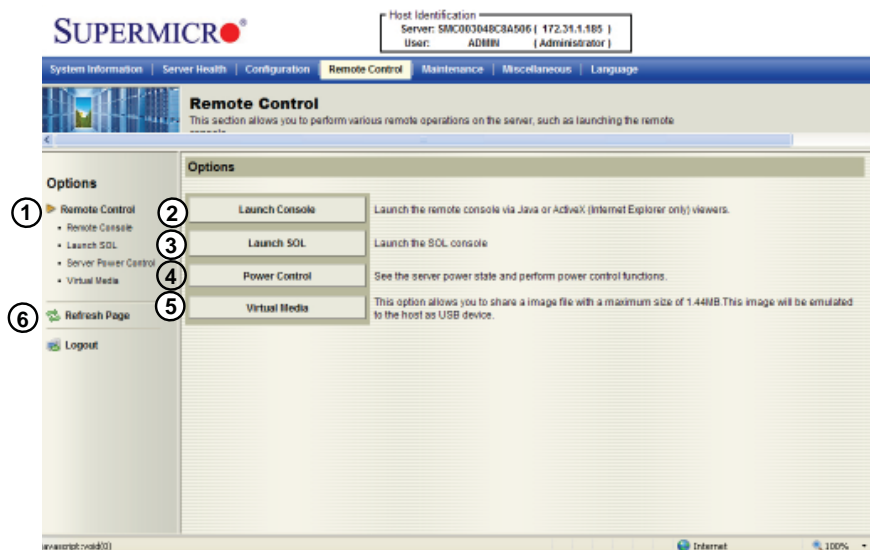 SUPERMICRO®
Host Identification
Server: SMC003048C8A506 ( 172.31.1.185 )
User: ADMIN ( Administrator )
System Information | Server Health | Configuration | Remote Control | Maintenance | Miscellaneous | Language
Remote Control
This section allows you to perform various remote operations on the server, such as launching the remote
Options
1 Remote Control
• Remote Console
• Launch SOL
• Server Power Control
• Virtual Media
6 Refresh Page
Logout
Options
2 Launch Console Launch the remote console via Java or ActiveX (Internet Explorer only) viewers.
3 Launch SOL Launch the SOL console
4 Power Control See the server power state and perform power control functions.
5 Virtual Media This option allows you to share a image file with a maximum size of 1.44MB.This image will be emulated
to the host as USB device.
javascript:void(0) Internet 100%